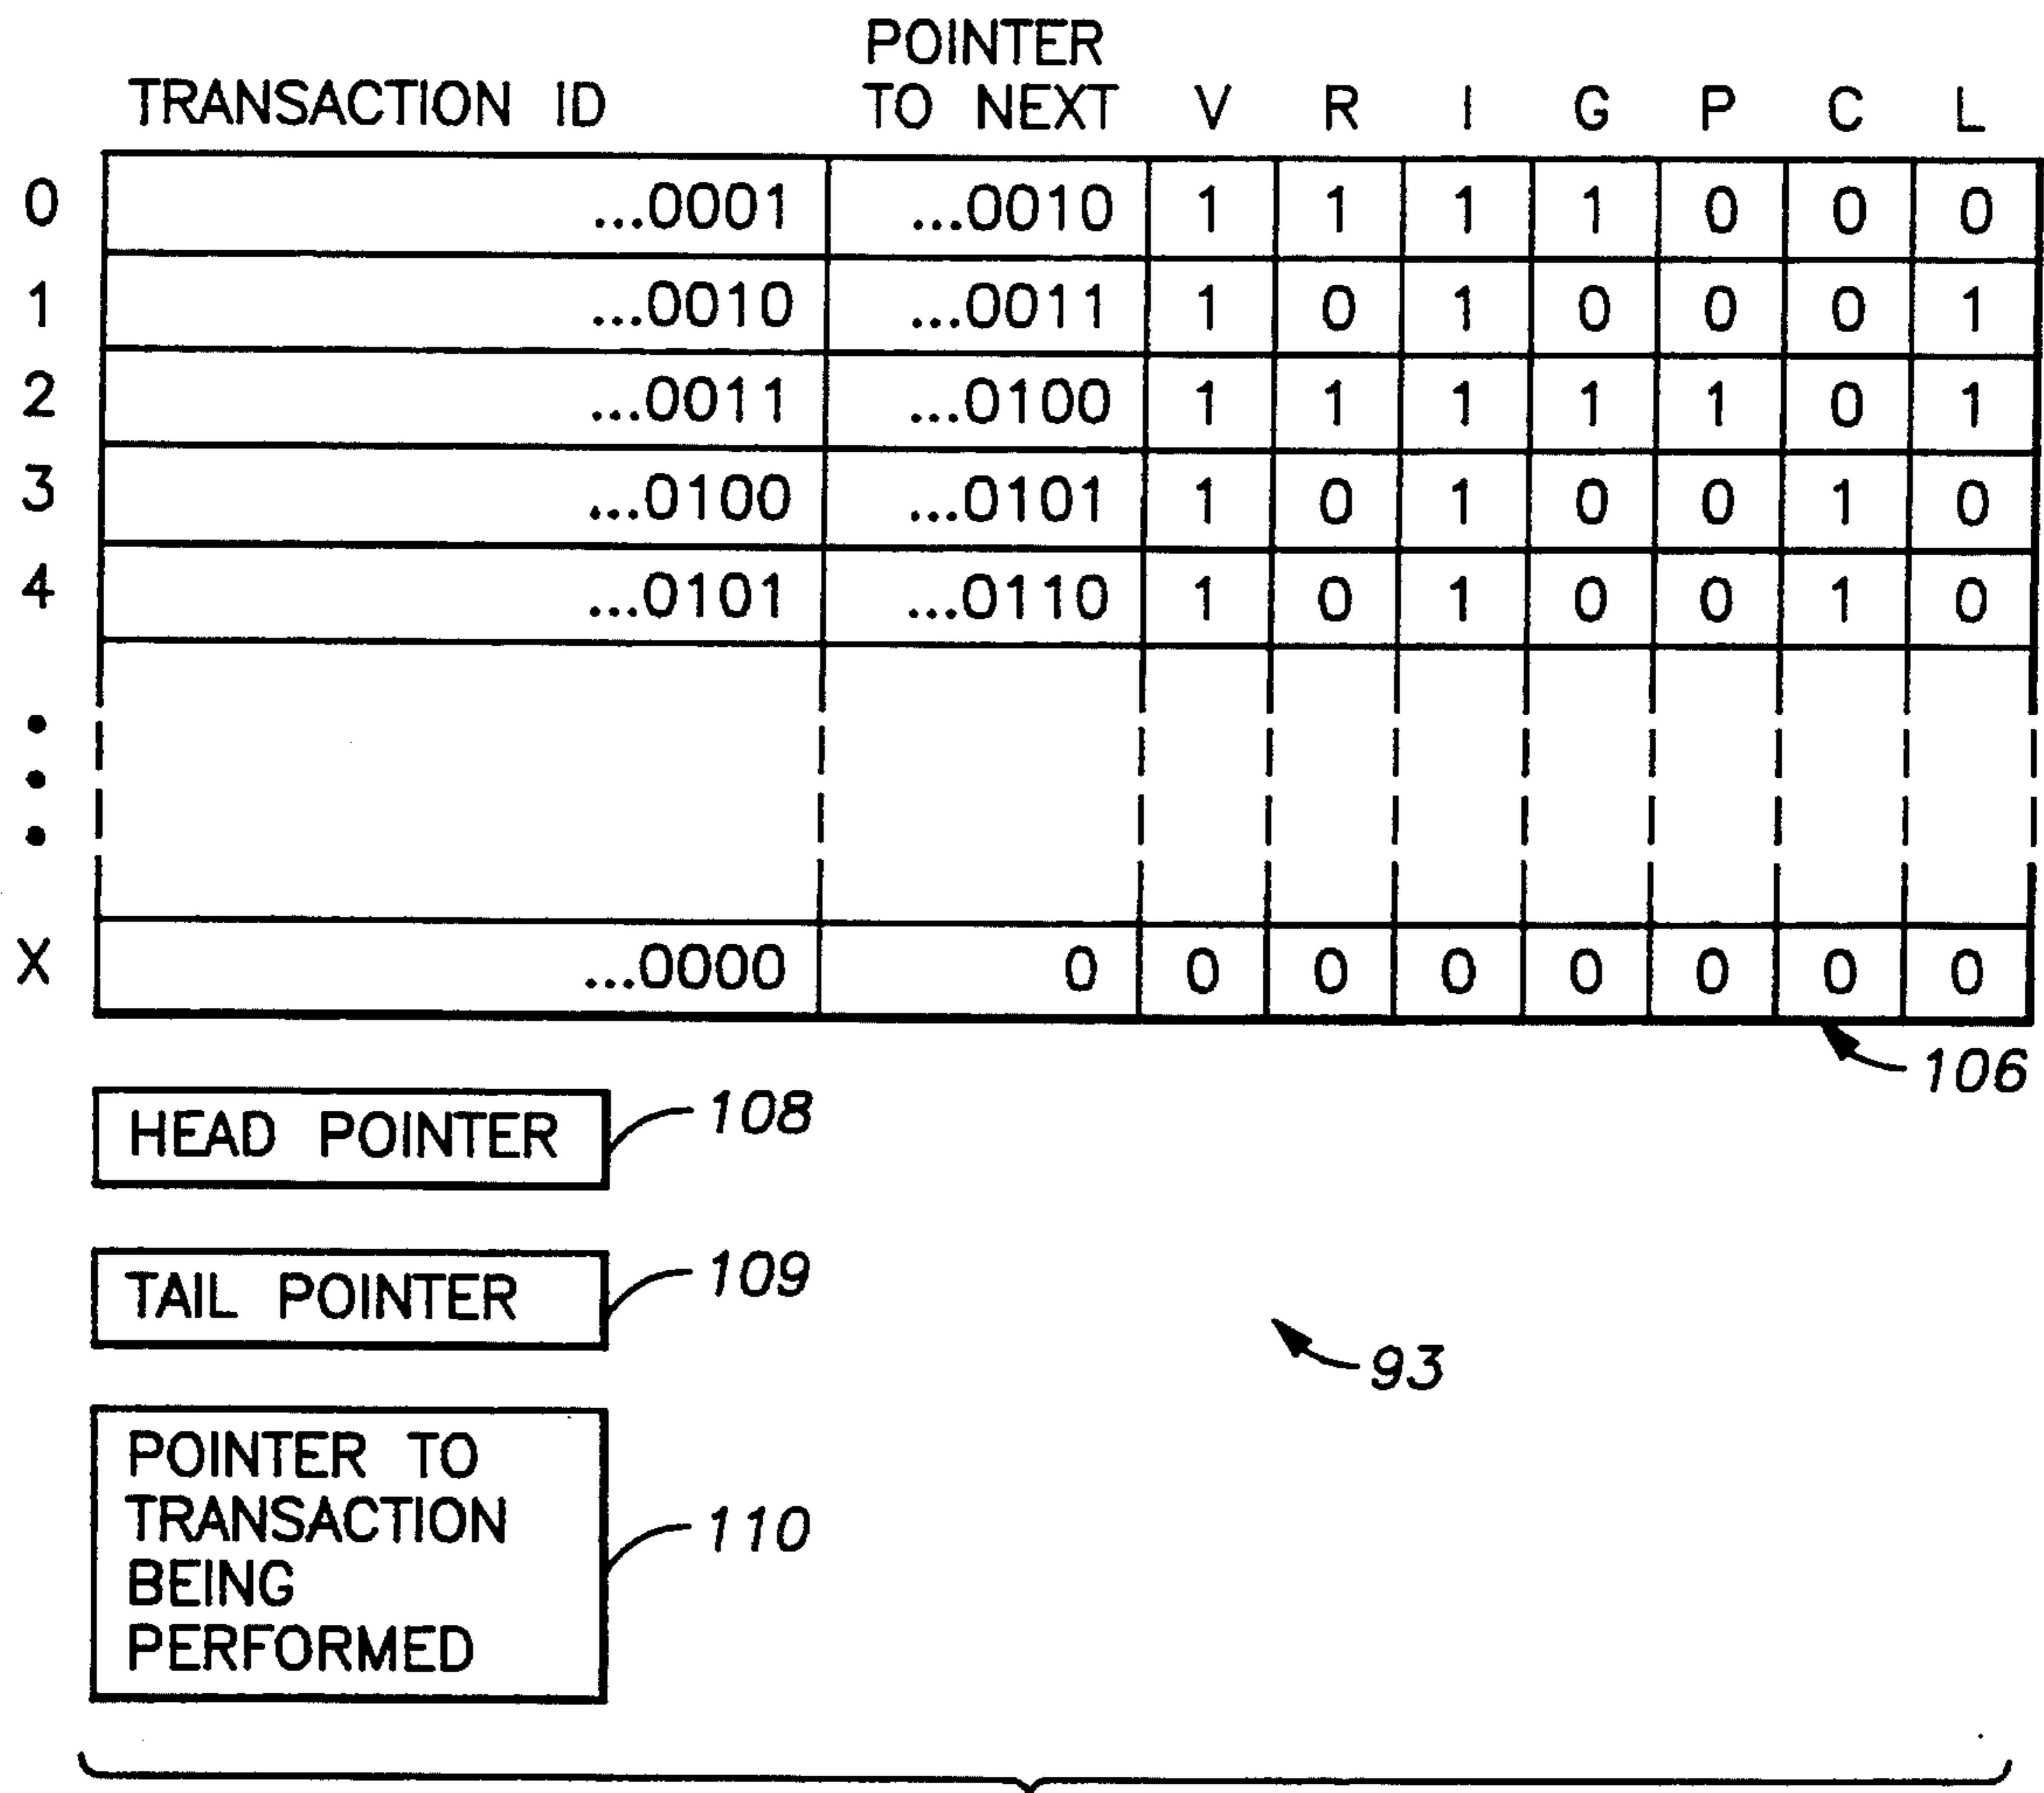 POINTER
TRANSACTION ID TO NEXT V R I G P C L
0 ...0001 ...0010 1 1 1 1 0 0 0
1 ...0010 ...0011 1 0 1 0 0 0 1
2 ...0011 ...0100 1 1 1 1 1 0 1
3 ...0100 ...0101 1 0 1 0 0 1 0
4 ...0101 ...0110 1 0 1 0 0 1 0
X ...0000 0 0 0 0 0 0 0 0
106
HEAD POINTER 108
TAIL POINTER 109
93
POINTER TO
TRANSACTION 110
BEING
PERFORMED